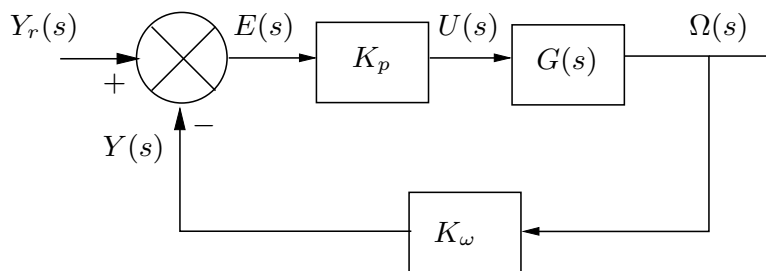 Y_r(s)
E(s)
U(s)
Ω(s)
K_p
G(s)
+
−
Y(s)
K_ω